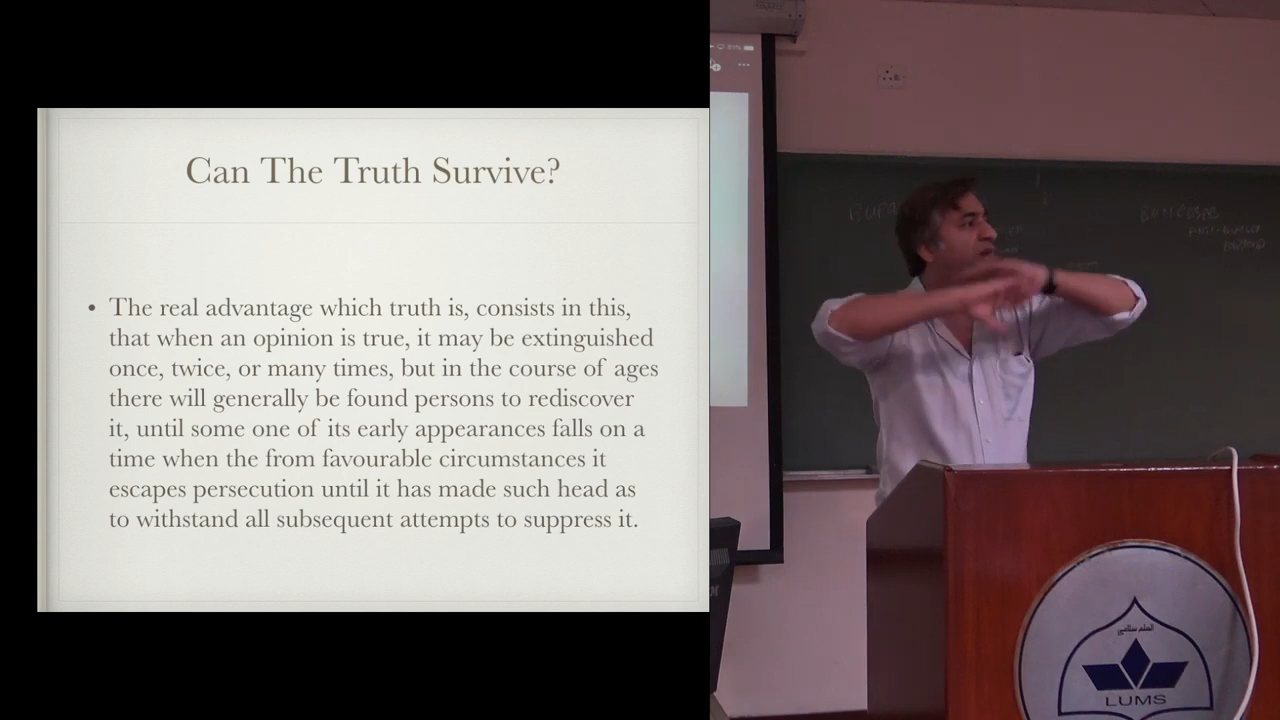 Can The Truth Survive?
• The real advantage which truth is, consists in this,
that when an opinion is true, it may be extinguished
once, twice, or many times, but in the course of ages
there will generally be found persons to rediscover
it, until some one of its early appearances falls on a
time when the from favourable circumstances it
escapes persecution until it has made such head as
to withstand all subsequent attempts to suppress it.
LUMS